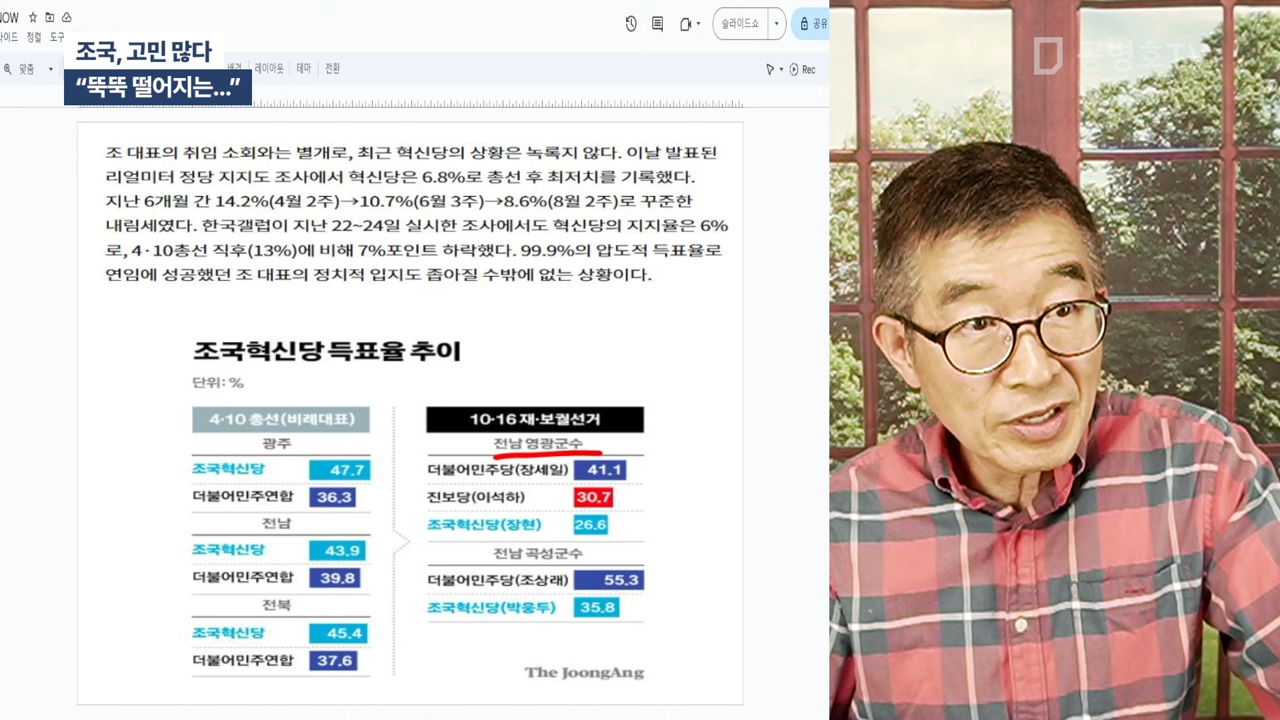 NOW
라이드 정렬 도구
슬라이드쇼
공유
조국, 고민 많다
“뚝뚝 떨어지는...”
맞춤
배경 레이아웃 테마 전환
Rec
공병호TV
조 대표의 취임 소회와는 별개로, 최근 혁신당의 상황은 녹록지 않다. 이날 발표된
리얼미터 정당 지지도 조사에서 혁신당은 6.8%로 총선 후 최저치를 기록했다.
지난 6개월 간 14.2%(4월 2주)→10.7%(6월 3주)→8.6%(8월 2주)로 꾸준한
내림세였다. 한국갤럽이 지난 22~24일 실시한 조사에서도 혁신당의 지지율은 6%
로, 4·10총선 직후(13%)에 비해 7%포인트 하락했다. 99.9%의 압도적 득표율로
연임에 성공했던 조 대표의 정치적 입지도 좁아질 수밖에 없는 상황이다.
조국혁신당 득표율 추이
단위: %
4·10 총선(비례대표)
광주
조국혁신당 47.7
더불어민주연합 36.3
전남
조국혁신당 43.9
더불어민주연합 39.8
전북
조국혁신당 45.4
더불어민주연합 37.6
10·16 재·보궐선거
전남 영광군수
더불어민주당(장세일) 41.1
진보당(이석하) 30.7
조국혁신당(장현) 26.6
전남 곡성군수
더불어민주당(조상래) 55.3
조국혁신당(박웅두) 35.8
The JoongAng